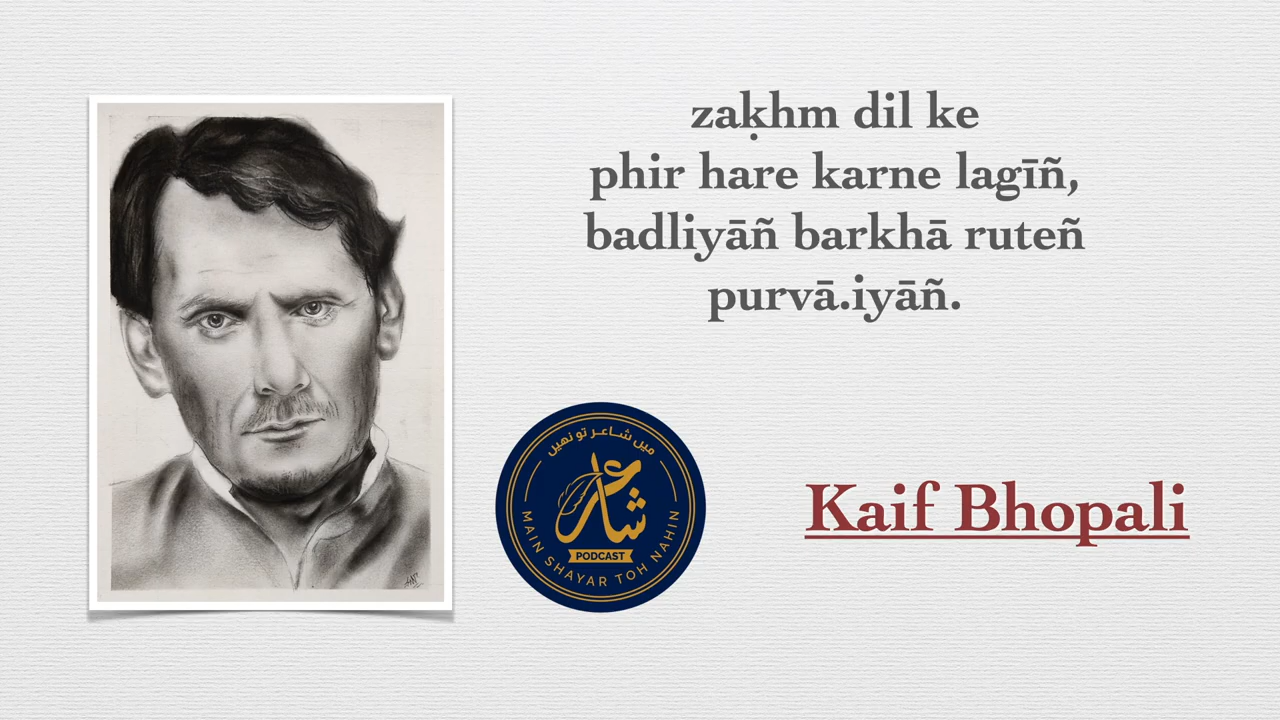 zaḳhm dil ke
phir hare karne lagīñ,
badliyāñ barkhā ruteñ
purvā.iyāñ.
میں شاعر تو نہیں
شاعر
PODCAST
MAIN SHAYAR TOH NAHIN
Kaif Bhopali